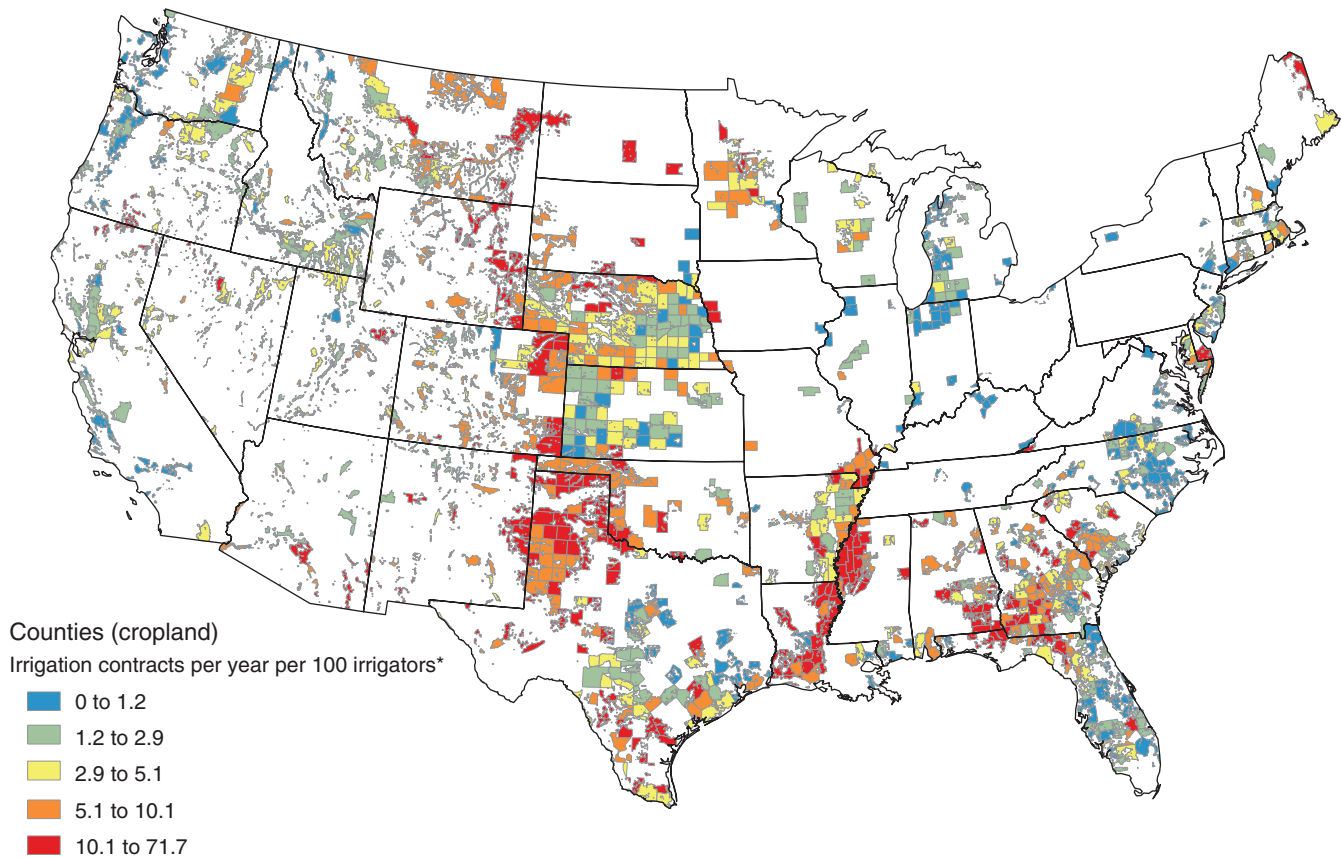 Counties (cropland)
Irrigation contracts per year per 100 irrigators*
0 to 1.2
1.2 to 2.9
2.9 to 5.1
5.1 to 10.1
10.1 to 71.7